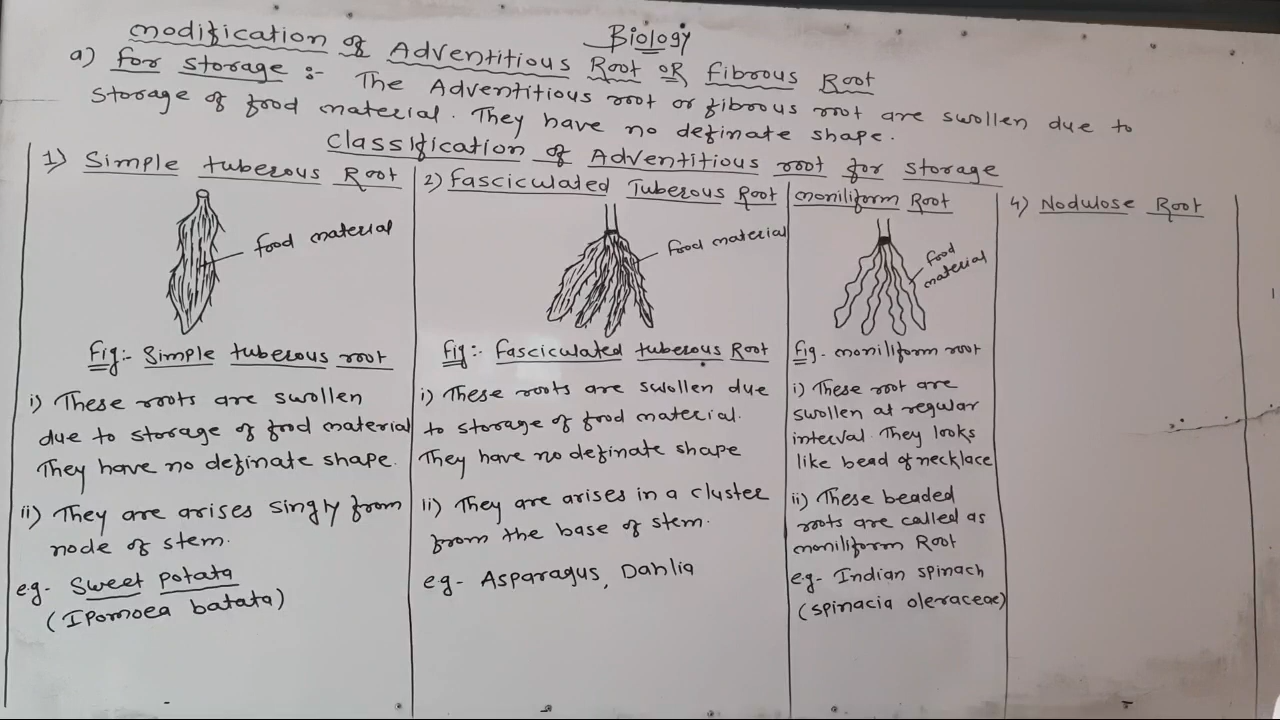 Biology
Modification of Adventitious Root OR Fibrous Root
a) For storage :- The Adventitious root or fibrous root are swollen due to
storage of food material. They have no definate shape.
Classification of Adventitious root for storage
1) Simple tuberous Root
food material
Fig:- Simple tuberous root
i) These roots are swollen
due to storage of food material
They have no definate shape.
ii) They are arises singly from
node of stem.
e.g- Sweet potata
(Ipomoea batata)
2) Fasciculated Tuberous Root
food material
Fig:- Fasciculated tuberous Root
i) These roots are swollen due
to storage of food material.
They have no definate shape
ii) They are arises in a cluster
from the base of stem.
eg- Asparagus, Dahlia
moniliform Root
food
material
Fig- moniliform root
i) These root are
swollen at regular
interval. They looks
like bead of necklace
ii) These beaded
roots are called as
moniliform Root
e.g- Indian spinach
(spinacia oleraceae)
4) Nodulose Root